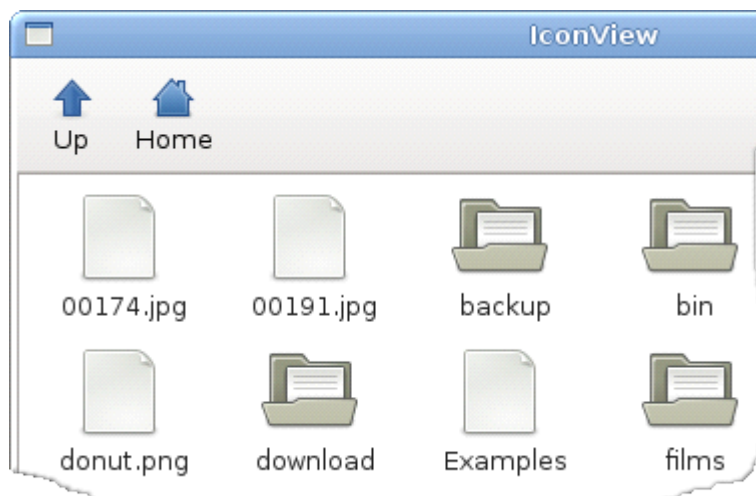 IconView
Up Home
00174.jpg 00191.jpg backup bin
donut.png download Examples films